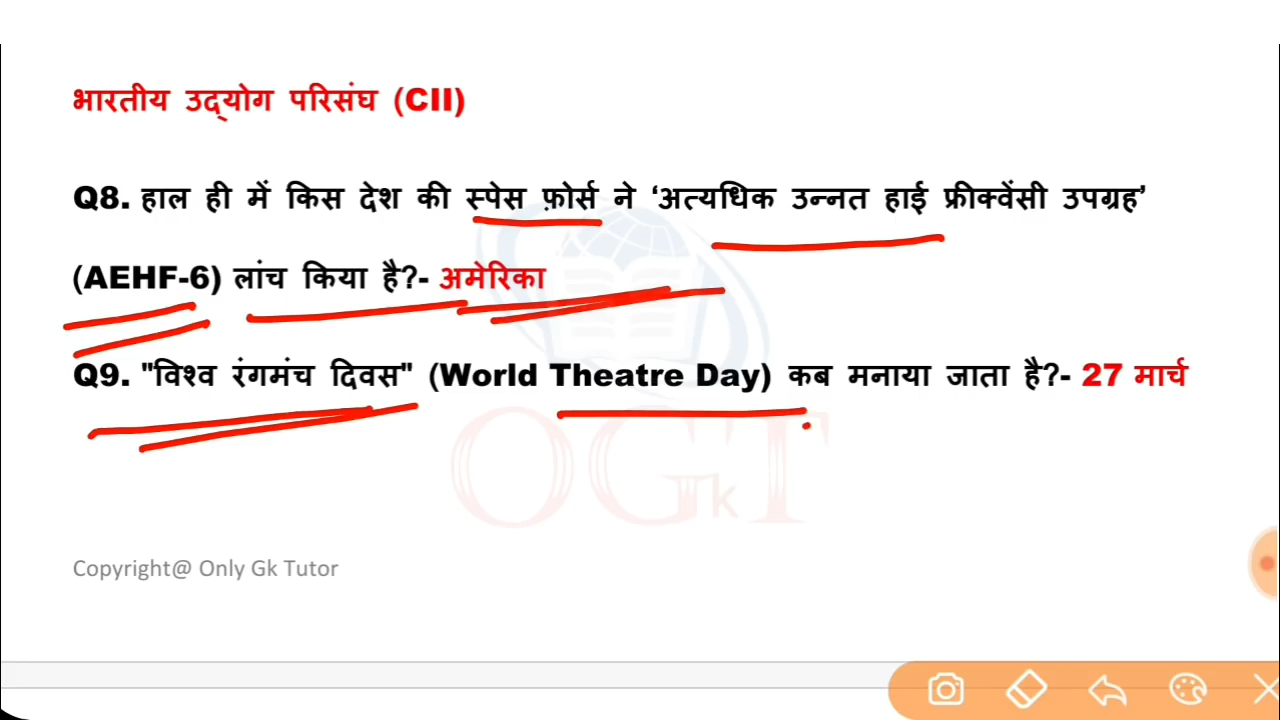 भारतीय उद्योग परिसंघ (CII)
Q8. हाल ही में किस देश की स्पेस फ़ोर्स ने ‘अत्यधिक उन्नत हाई फ्रीक्वेंसी उपग्रह’
(AEHF-6) लांच किया है?- अमेरिका
Q9. "विश्व रंगमंच दिवस" (World Theatre Day) कब मनाया जाता है?- 27 मार्च
OGkT
Copyright@ Only Gk Tutor